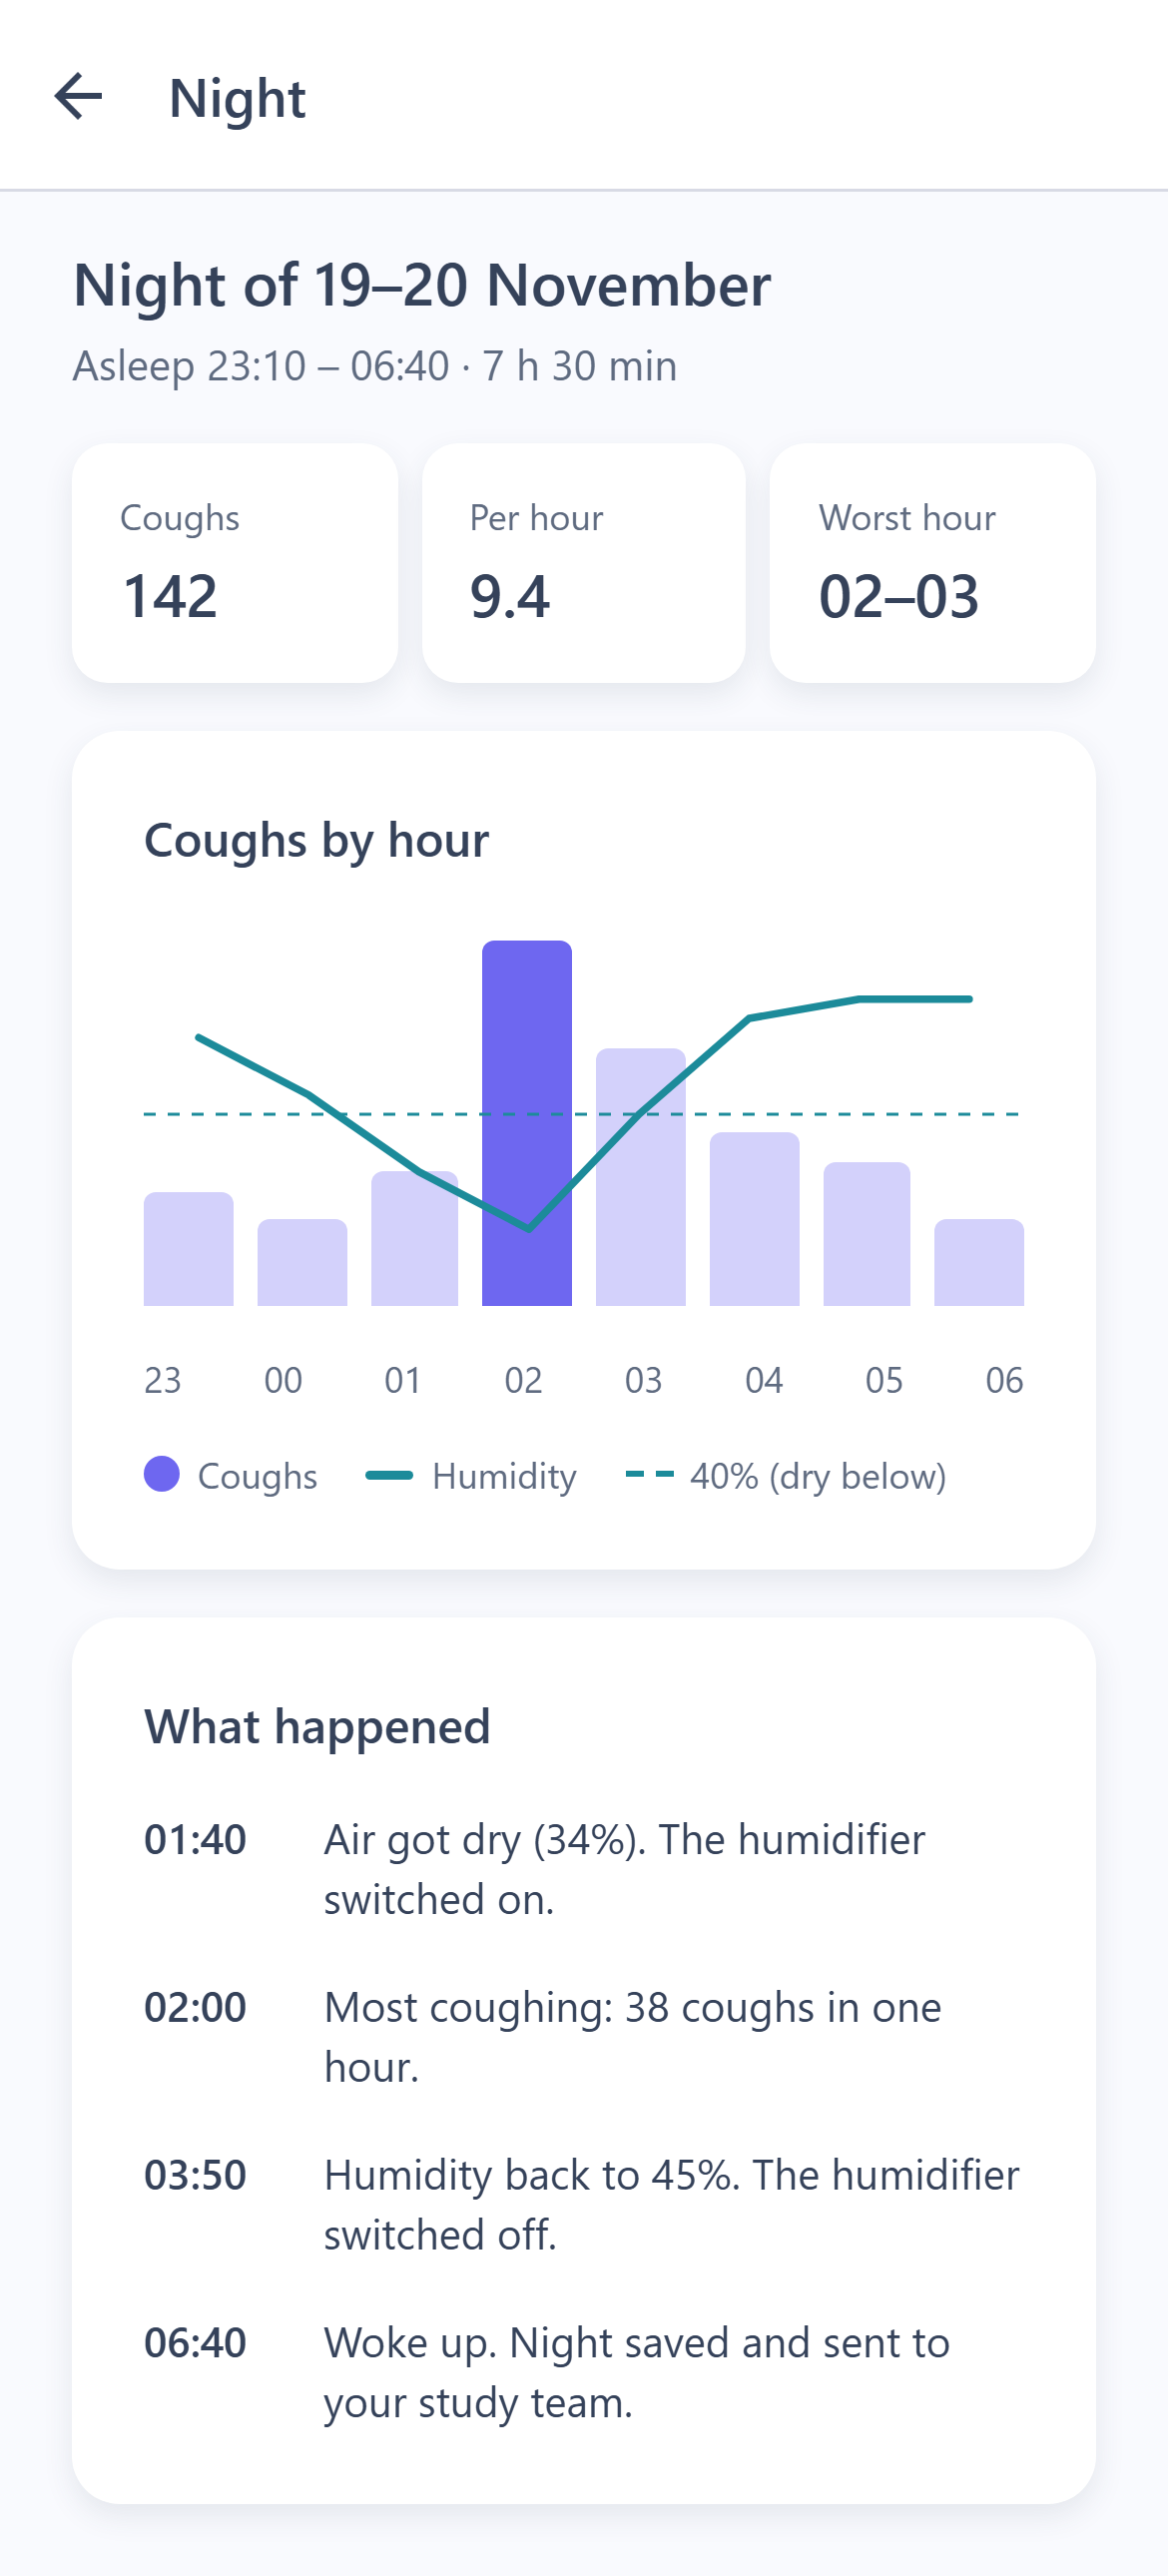 Night
Night of 19–20 November
Asleep 23:10 – 06:40 · 7 h 30 min
Coughs
142
Per hour
9.4
Worst hour
02–03
Coughs by hour
23 00 01 02 03 04 05 06
Coughs Humidity 40% (dry below)
What happened
01:40 Air got dry (34%). The humidifier
switched on.
02:00 Most coughing: 38 coughs in one
hour.
03:50 Humidity back to 45%. The humidifier
switched off.
06:40 Woke up. Night saved and sent to
your study team.